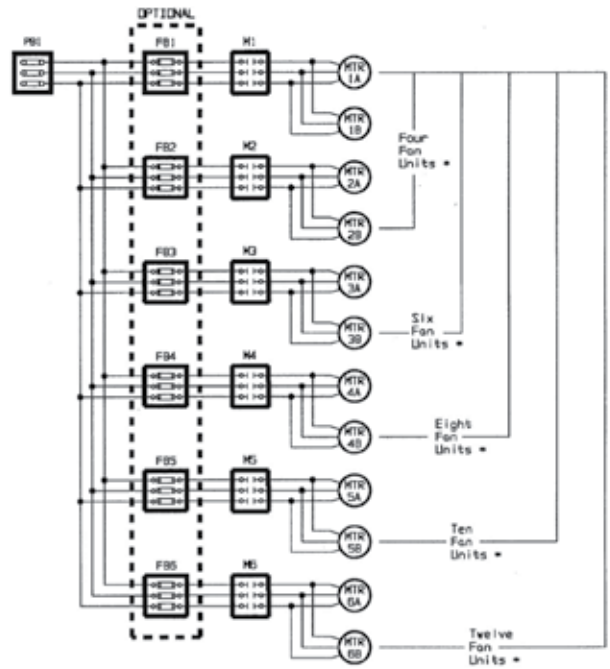 OPTIONAL
PB1 FB1 M1
MTR 1A
MTR 1B
Four
Fan
Units *
FB2 M2
MTR 2A
MTR 2B
FB3 M3
MTR 3A
MTR 3B
Six
Fan
Units *
FB4 M4
MTR 4A
MTR 4B
Eight
Fan
Units *
FB5 M5
MTR 5A
MTR 5B
Ten
Fan
Units *
FB6 M6
MTR 6A
MTR 6B
Twelve
Fan
Units *